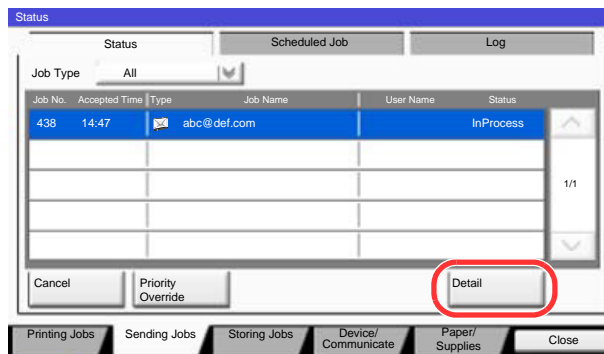 Status
Status Scheduled Job Log
Job Type All
Job No. Accepted Time Type Job Name User Name Status
438 14:47 abc@def.com InProcess
1/1
Cancel Priority Override Detail
Printing Jobs Sending Jobs Storing Jobs Device/ Communicate Paper/ Supplies Close